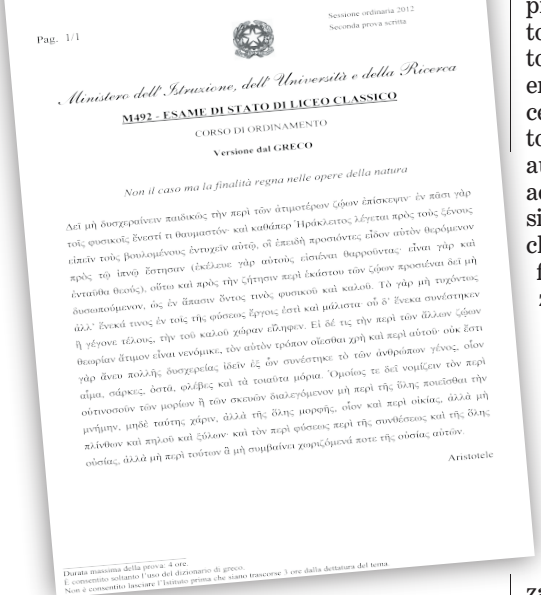 Sessione ordinaria 2012
Seconda prova scritta
Pag. 1/1
Ministero dell'Istruzione, dell'Università e della Ricerca
M492 - ESAME DI STATO DI LICEO CLASSICO
CORSO DI ORDINAMENTO
Versione dal GRECO
Non il caso ma la finalità regna nelle opere della natura
Δεῖ μὴ δυσχεραίνειν παιδικῶς τὴν περὶ τῶν ἀτιμοτέρων ζῴων ἐπίσκεψιν· ἐν πᾶσι γὰρ
τοῖς φυσικοῖς ἔνεστί τι θαυμαστόν· καὶ καθάπερ Ἡράκλειτος λέγεται πρὸς τοὺς ξένους
εἰπεῖν τοὺς βουλομένους ἐντυχεῖν αὐτῷ, οἳ ἐπειδὴ προσιόντες εἶδον αὐτὸν θερόμενον
πρὸς τῷ ἰπνῷ ἔστησαν (ἐκέλευε γὰρ αὐτοὺς εἰσιέναι θαρροῦντας· εἶναι γὰρ καὶ
ἐνταῦθα θεούς), οὕτω καὶ πρὸς τὴν ζήτησιν περὶ ἑκάστου τῶν ζῴων προσιέναι δεῖ μὴ
δυσωπούμενον, ὡς ἐν ἅπασιν ὄντος τινὸς φυσικοῦ καὶ καλοῦ. Τὸ γὰρ μὴ τυχόντως
ἀλλ' ἕνεκά τινος ἐν τοῖς τῆς φύσεως ἔργοις ἐστὶ καὶ μάλιστα· οὗ δ' ἕνεκα συνέστηκεν
ἢ γέγονε τέλους, τὴν τοῦ καλοῦ χώραν εἴληφεν. Εἰ δέ τις τὴν περὶ τῶν ἄλλων ζῴων
θεωρίαν ἄτιμον εἶναι νενόμικε, τὸν αὐτὸν τρόπον οἴεσθαι χρὴ καὶ περὶ αὑτοῦ· οὐκ ἔστι
γὰρ ἄνευ πολλῆς δυσχερείας ἰδεῖν ἐξ ὧν συνέστηκε τὸ τῶν ἀνθρώπων γένος, οἷον
αἷμα, σάρκες, ὀστᾶ, φλέβες καὶ τὰ τοιαῦτα μόρια. Ὁμοίως τε δεῖ νομίζειν τὸν περὶ
οὑτινοσοῦν τῶν μορίων ἢ τῶν σκευῶν διαλεγόμενον μὴ περὶ τῆς ὕλης ποιεῖσθαι τὴν
μνήμην, μηδὲ ταύτης χάριν, ἀλλὰ τῆς ὅλης μορφῆς, οἷον καὶ περὶ οἰκίας, ἀλλὰ μὴ
πλίνθων καὶ πηλοῦ καὶ ξύλων· καὶ τὸν περὶ φύσεως περὶ τῆς συνθέσεως καὶ τῆς ὅλης
οὐσίας, ἀλλὰ μὴ περὶ τούτων ἃ μὴ συμβαίνει χωριζόμενά ποτε τῆς οὐσίας αὐτῶν.
Aristotele
Durata massima della prova: 4 ore.
È consentito soltanto l'uso del dizionario di greco.
Non è consentito lasciare l'Istituto prima che siano trascorse 3 ore dalla dettatura del tema.